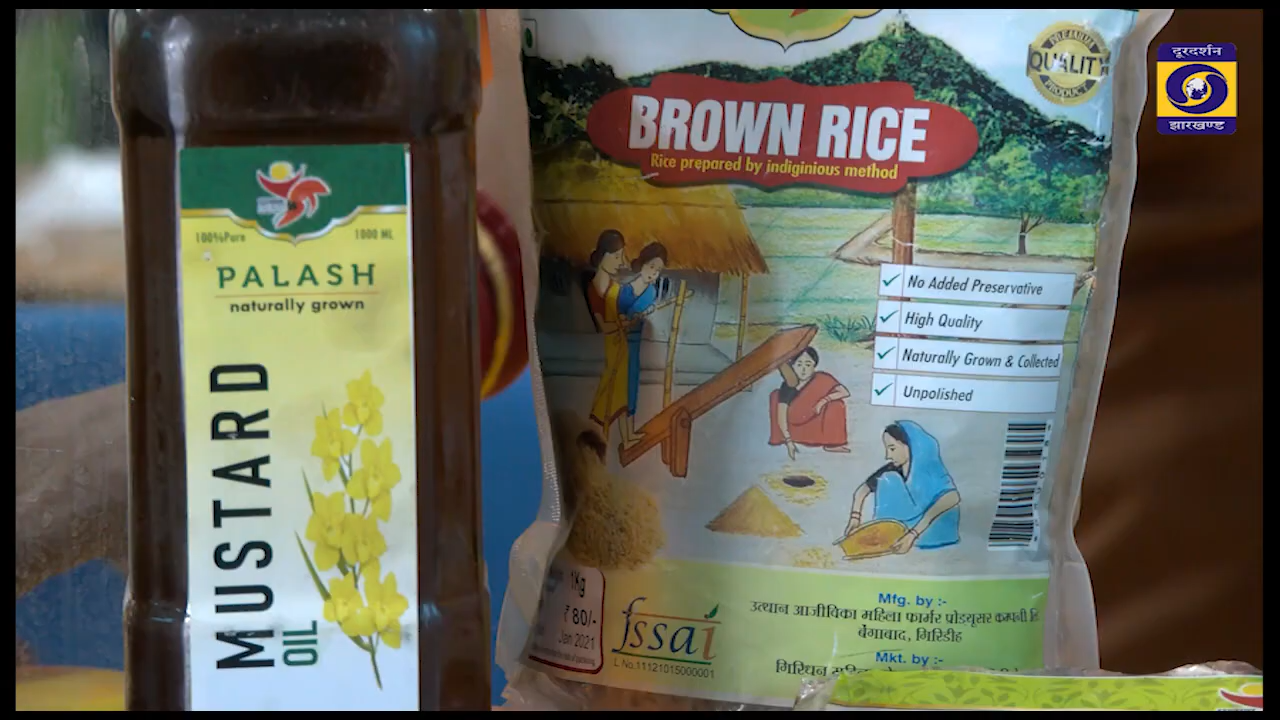 100%Pure 1000 ML
PALASH
naturally grown
MUSTARD
OIL
PREMIUM
QUALITY
PRODUCT
BROWN RICE
Rice prepared by indiginious method
No Added Preservative
High Quality
Naturally Grown & Collected
Unpolished
1Kg
₹ 80/-
Jan 2021
fssai
L No.11121015000001
Mfg. by :-
उत्थान आजीविका महिला फार्मर प्रोड्यूसर कम्पनी लि
बेंगाबाद, गिरिडीह
Mkt. by :-
दूरदर्शन
झारखण्ड